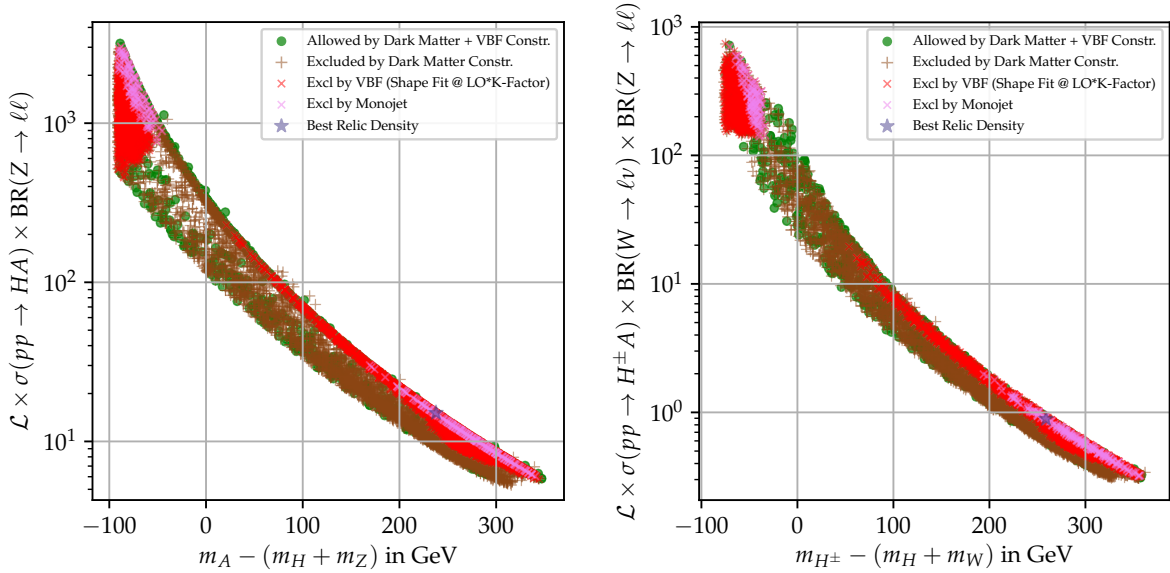 10³
10²
10¹
−100 0 100 200 300
m_A − (m_H + m_Z) in GeV
ℒ × σ(pp → HA) × BR(Z → ℓℓ)
Allowed by Dark Matter + VBF Constr.
Excluded by Dark Matter Constr.
Excl by VBF (Shape Fit @ LO*K-Factor)
Excl by Monojet
Best Relic Density
10³
10²
10¹
10⁰
−100 0 100 200 300
m_{H±} − (m_H + m_W) in GeV
ℒ × σ(pp → H^±A) × BR(W → ℓν) × BR(Z → ℓℓ)
Allowed by Dark Matter + VBF Constr.
Excluded by Dark Matter Constr.
Excl by VBF (Shape Fit @ LO*K-Factor)
Excl by Monojet
Best Relic Density